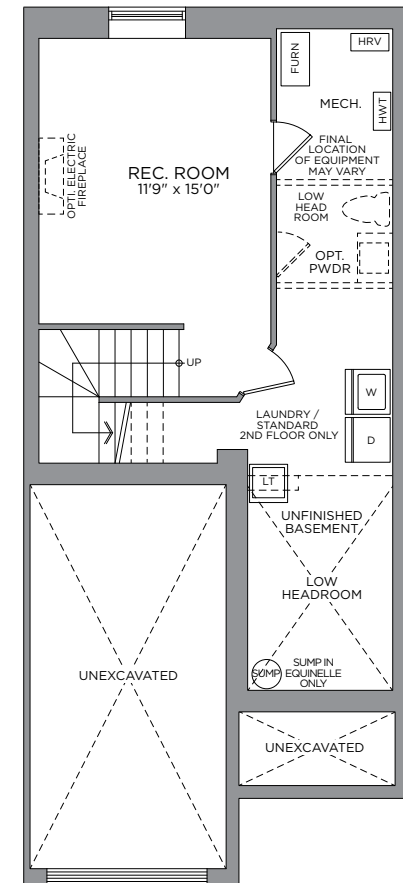 FURN
HRV
MECH.
HWT
FINAL
LOCATION
OF EQUIPMENT
MAY VARY
OPT. ELECTRIC
FIREPLACE
REC. ROOM
11'9" x 15'0"
LOW
HEAD
ROOM
OPT.
PWDR
UP
W
LAUNDRY /
STANDARD
2ND FLOOR ONLY
D
LT
UNFINISHED
BASEMENT
LOW
HEADROOM
SUMP
SUMP IN
EQUINELLE
ONLY
UNEXCAVATED
UNEXCAVATED